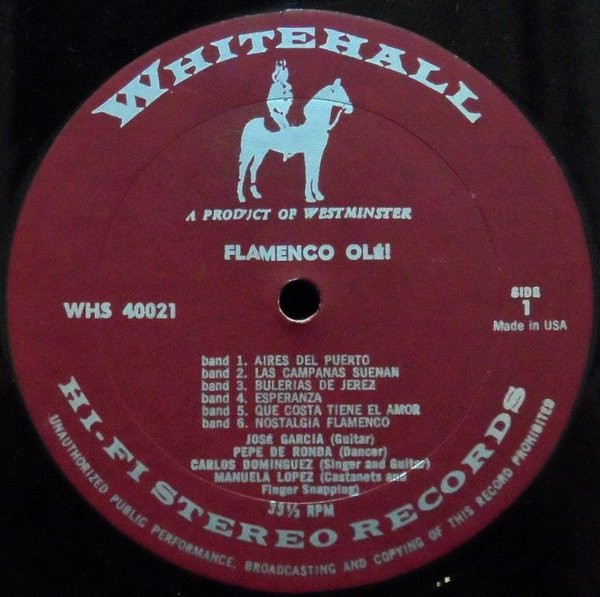 WHITEHALL
A PRODUCT OF WESTMINSTER
FLAMENCO OLÉ!
WHS 40021
SIDE
1
Made in USA
band 1. AIRES DEL PUERTO
band 2. LAS CAMPANAS SUENAN
band 3. BULERIAS DE JEREZ
band 4. ESPERANZA
band 5. QUE COSTA TIENE EL AMOR
band 6. NOSTALGIA FLAMENCO
JOSÉ GARCIA (Guitar)
PEPE DE RONDA (Dancer)
CARLOS DOMINGUEZ (Singer and Guitar)
MANUELA LOPEZ (Castanets and
Finger Snapping)
33⅓ RPM
HI-FI STEREO RECORDS
UNAUTHORIZED PUBLIC PERFORMANCE, BROADCASTING AND COPYING OF THIS RECORD PROHIBITED